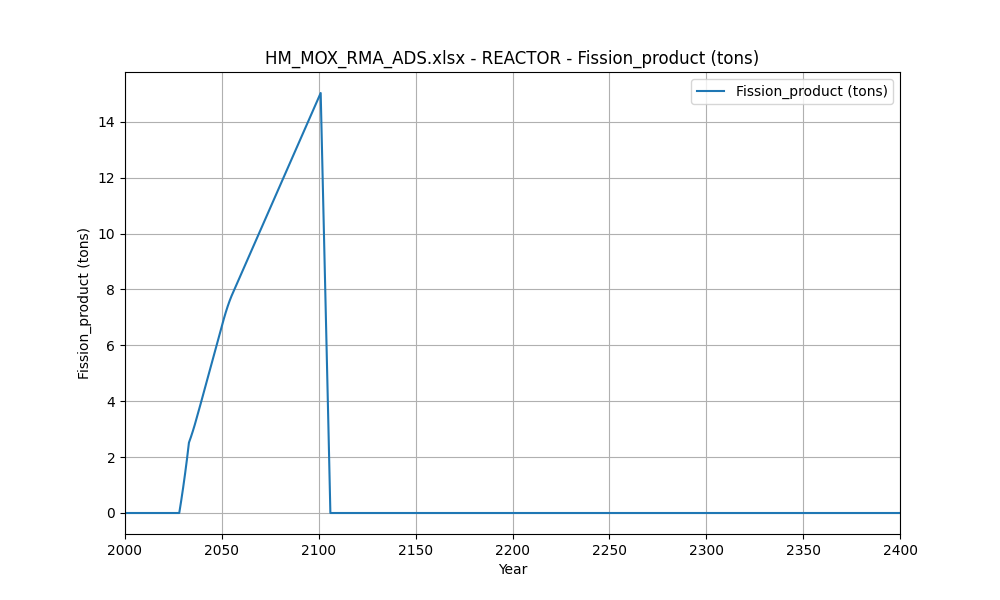 HM_MOX_RMA_ADS.xlsx - REACTOR - Fission_product (tons)
Fission_product (tons)
Fission_product (tons)
14
12
10
8
6
4
2
0
2000 2050 2100 2150 2200 2250 2300 2350 2400
Year